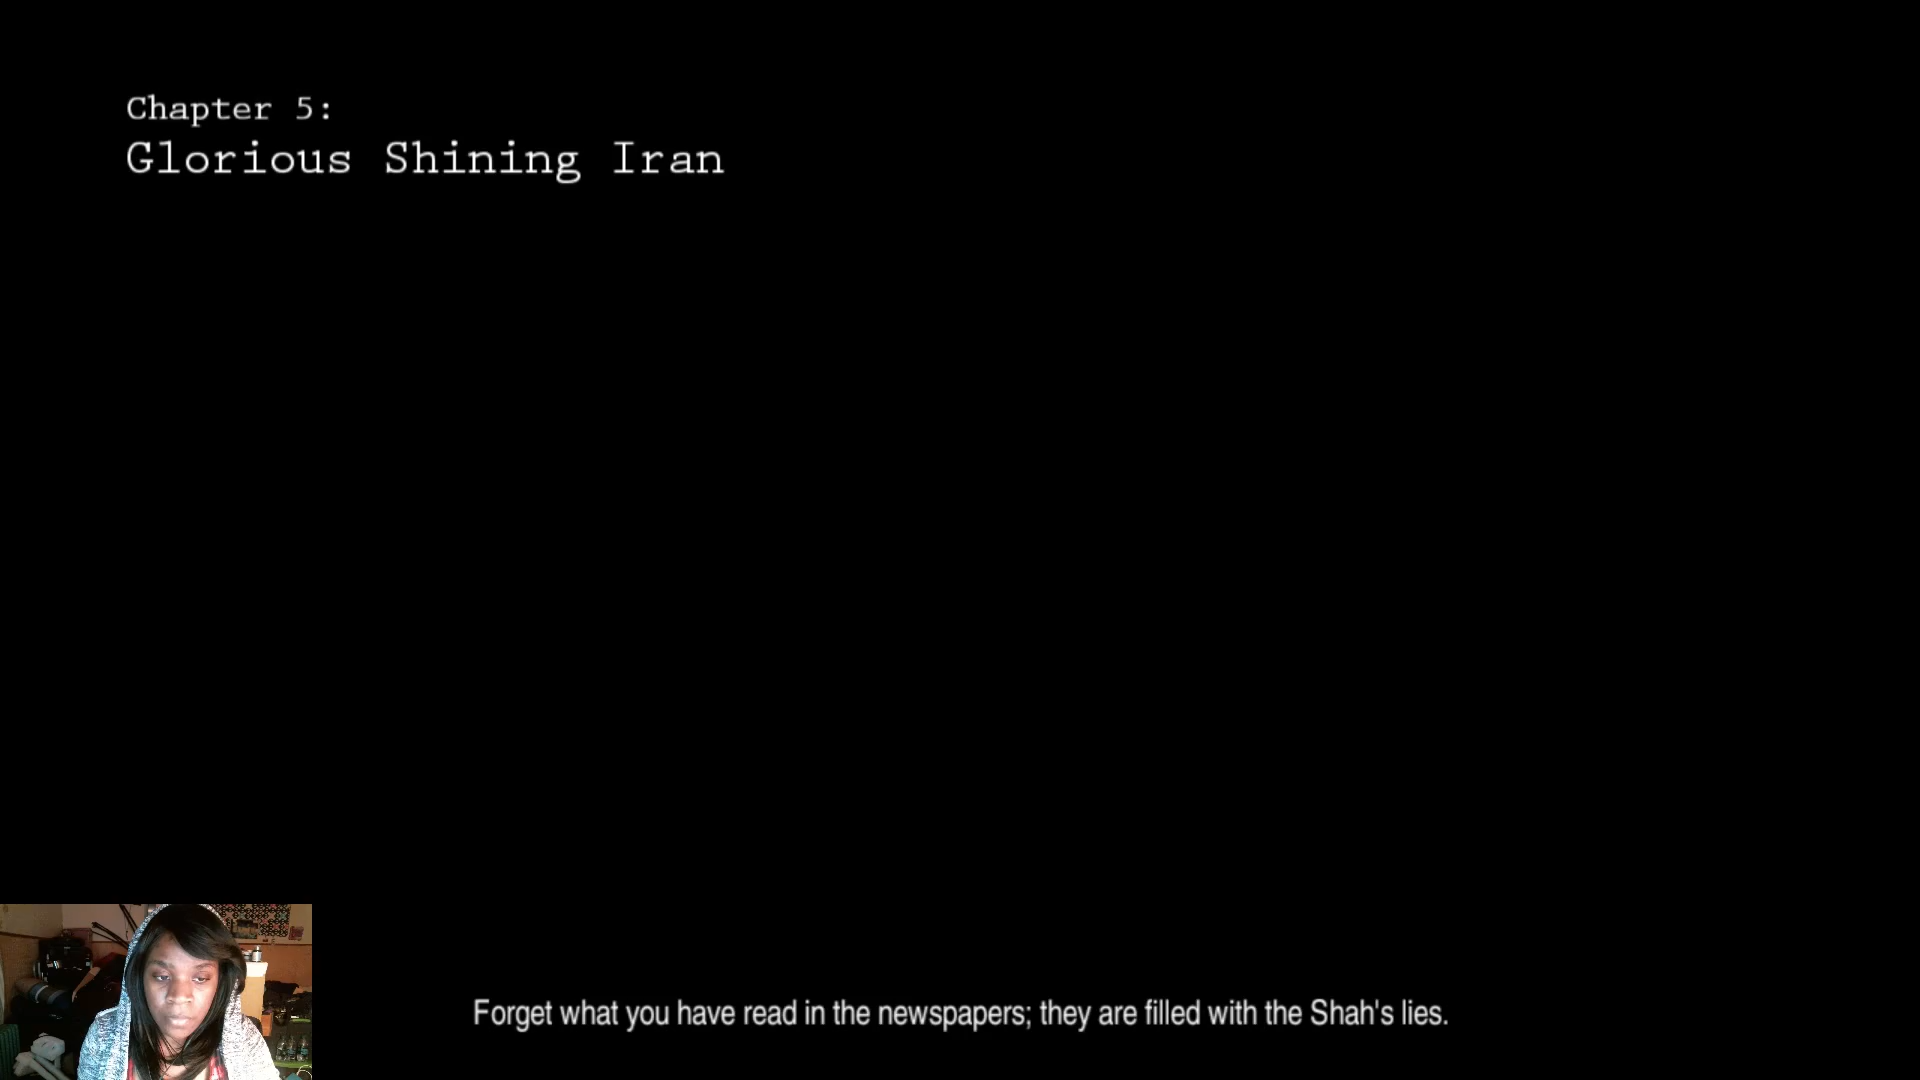 Chapter 5:
Glorious Shining Iran
Forget what you have read in the newspapers; they are filled with the Shah's lies.